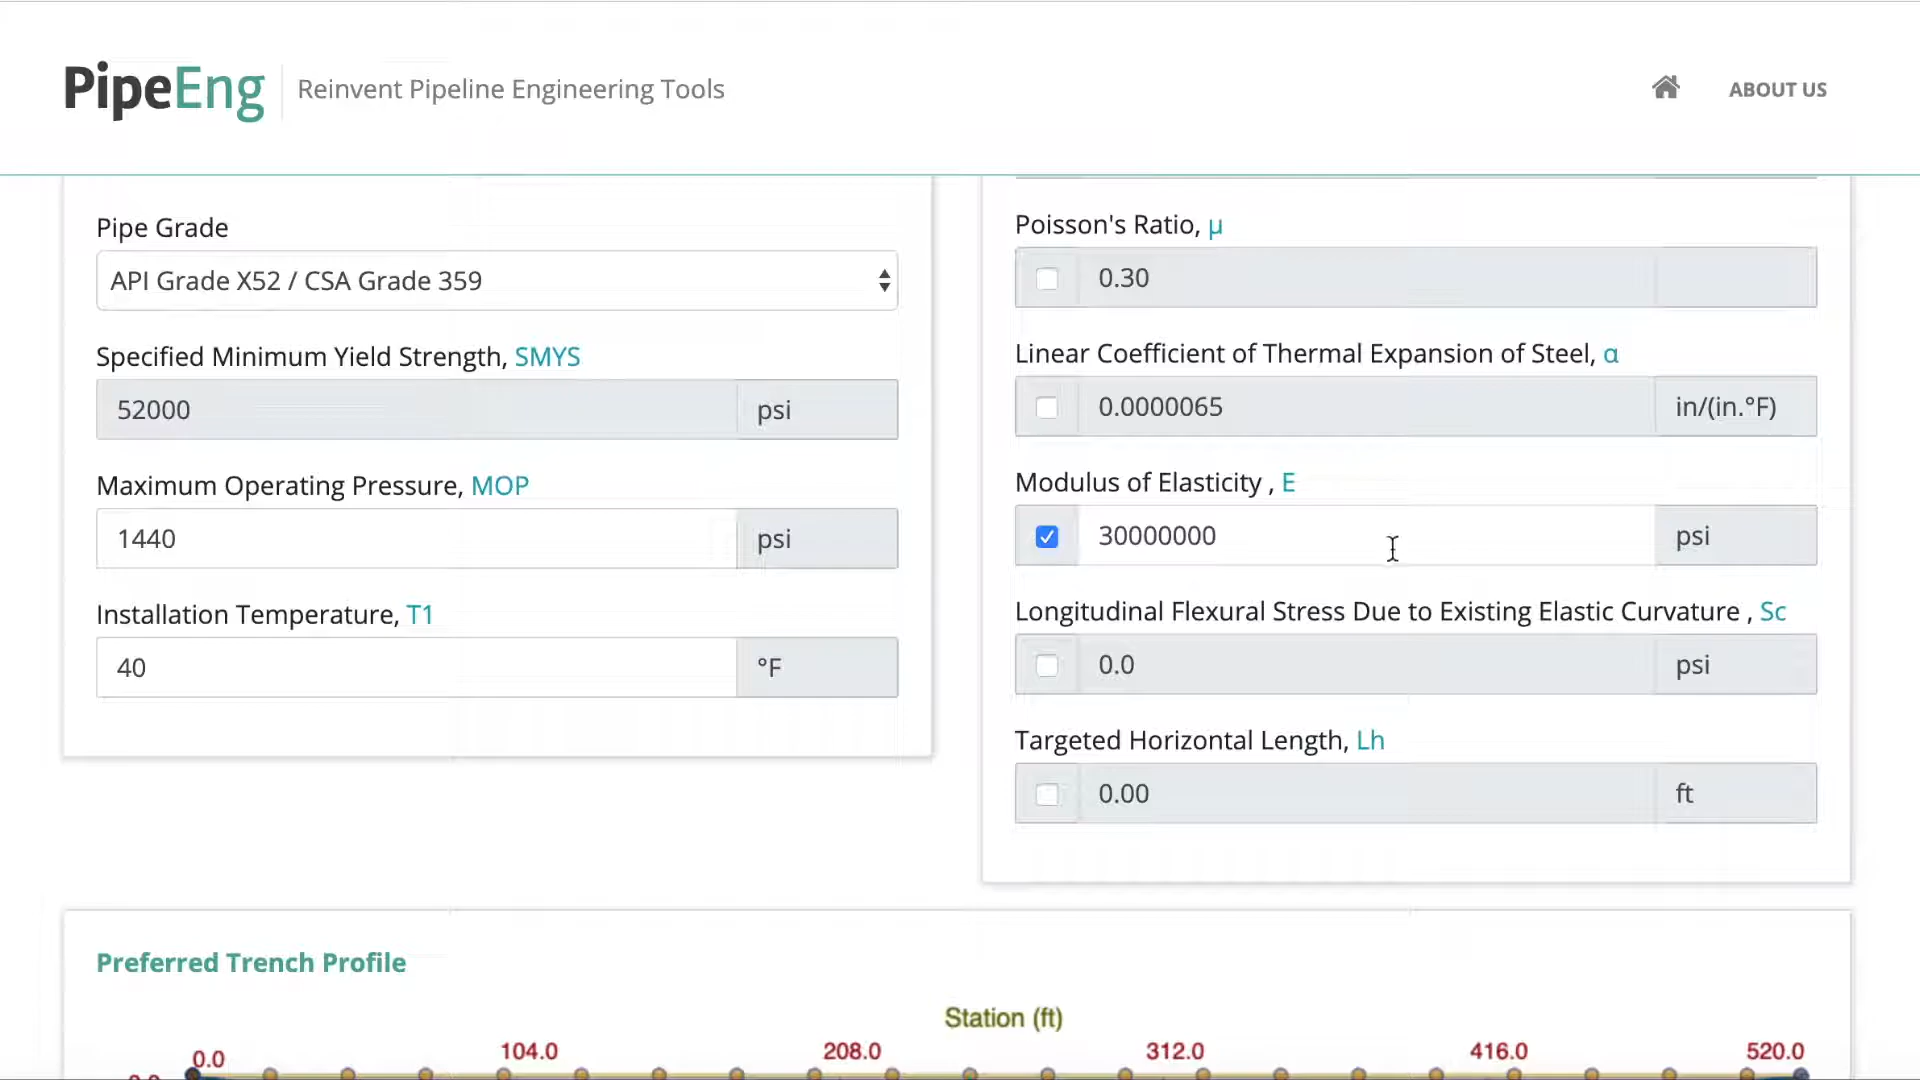 PipeEng
Reinvent Pipeline Engineering Tools
ABOUT US
Pipe Grade
API Grade X52 / CSA Grade 359
Specified Minimum Yield Strength, SMYS
52000 psi
Maximum Operating Pressure, MOP
1440 psi
Installation Temperature, T1
40 °F
Poisson's Ratio, μ
0.30
Linear Coefficient of Thermal Expansion of Steel, α
0.0000065 in/(in.°F)
Modulus of Elasticity , E
30000000 psi
Longitudinal Flexural Stress Due to Existing Elastic Curvature , Sc
0.0 psi
Targeted Horizontal Length, Lh
0.00 ft
Preferred Trench Profile
Station (ft)
0.0 104.0 208.0 312.0 416.0 520.0